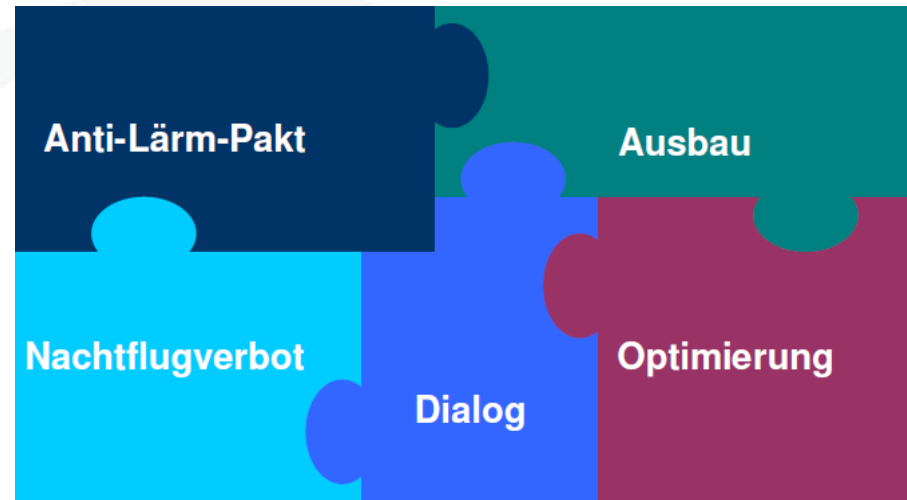 Anti-Lärm-Pakt
Ausbau
Nachtflugverbot
Dialog
Optimierung